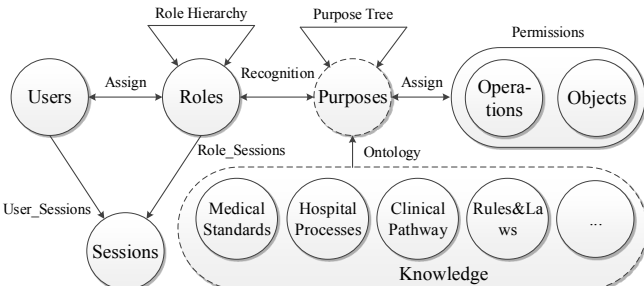 Role Hierarchy
Purpose Tree
Permissions
Users
Assign
Roles
Recognition
Purposes
Assign
Opera-
tions
Objects
Role_Sessions
Ontology
User_Sessions
Sessions
Medical
Standards
Hospital
Processes
Clinical
Pathway
Rules&La
ws
...
Knowledge